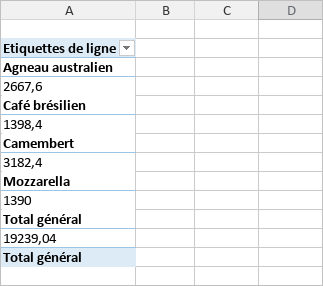 A B C D
Etiquettes de ligne
Agneau australien
2667,6
Café brésilien
1398,4
Camembert
3182,4
Mozzarella
1390
Total général
19239,04
Total général